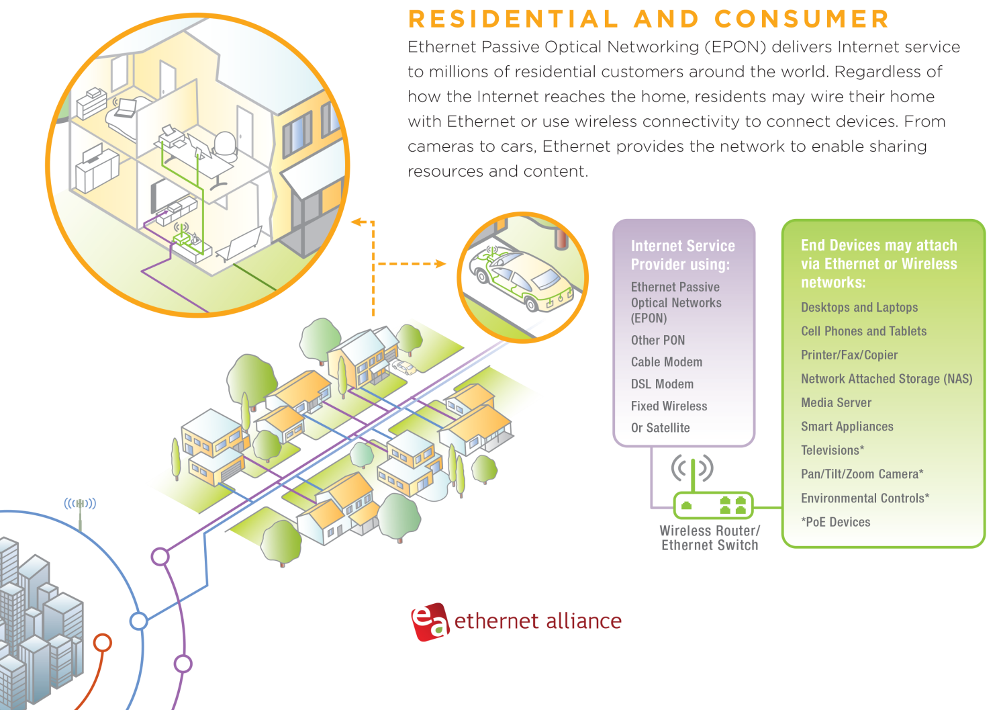 RESIDENTIAL AND CONSUMER
Ethernet Passive Optical Networking (EPON) delivers Internet service
to millions of residential customers around the world. Regardless of
how the Internet reaches the home, residents may wire their home
with Ethernet or use wireless connectivity to connect devices. From
cameras to cars, Ethernet provides the network to enable sharing
resources and content.
Internet Service
Provider using:
Ethernet Passive
Optical Networks
(EPON)
Other PON
Cable Modem
DSL Modem
Fixed Wireless
Or Satellite
End Devices may attach
via Ethernet or Wireless
networks:
Desktops and Laptops
Cell Phones and Tablets
Printer/Fax/Copier
Network Attached Storage (NAS)
Media Server
Smart Appliances
Televisions*
Pan/Tilt/Zoom Camera*
Environmental Controls*
*PoE Devices
Wireless Router/
Ethernet Switch
ea ethernet alliance